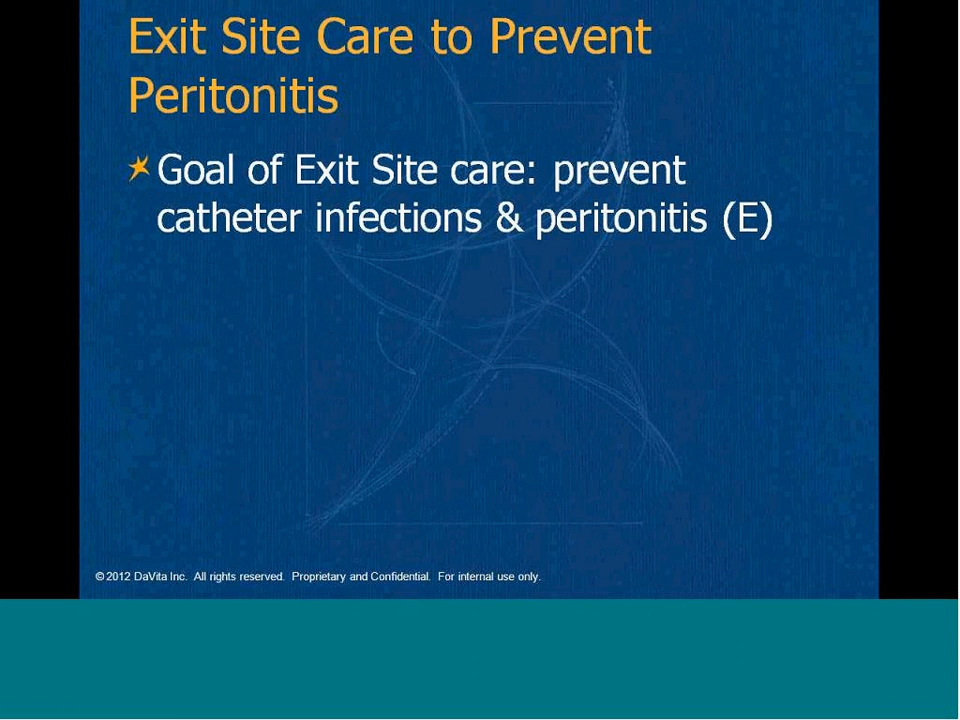 Exit Site Care to Prevent
Peritonitis
Goal of Exit Site care: prevent
catheter infections & peritonitis (E)
© 2012 DaVita Inc. All rights reserved. Proprietary and Confidential. For internal use only.